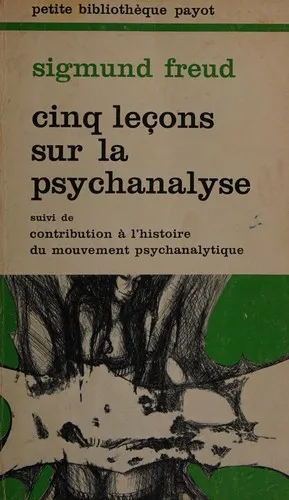 petite bibliothèque payot
sigmund freud
cinq leçons
sur la
psychanalyse
suivi de
contribution à l'histoire
du mouvement psychanalytique